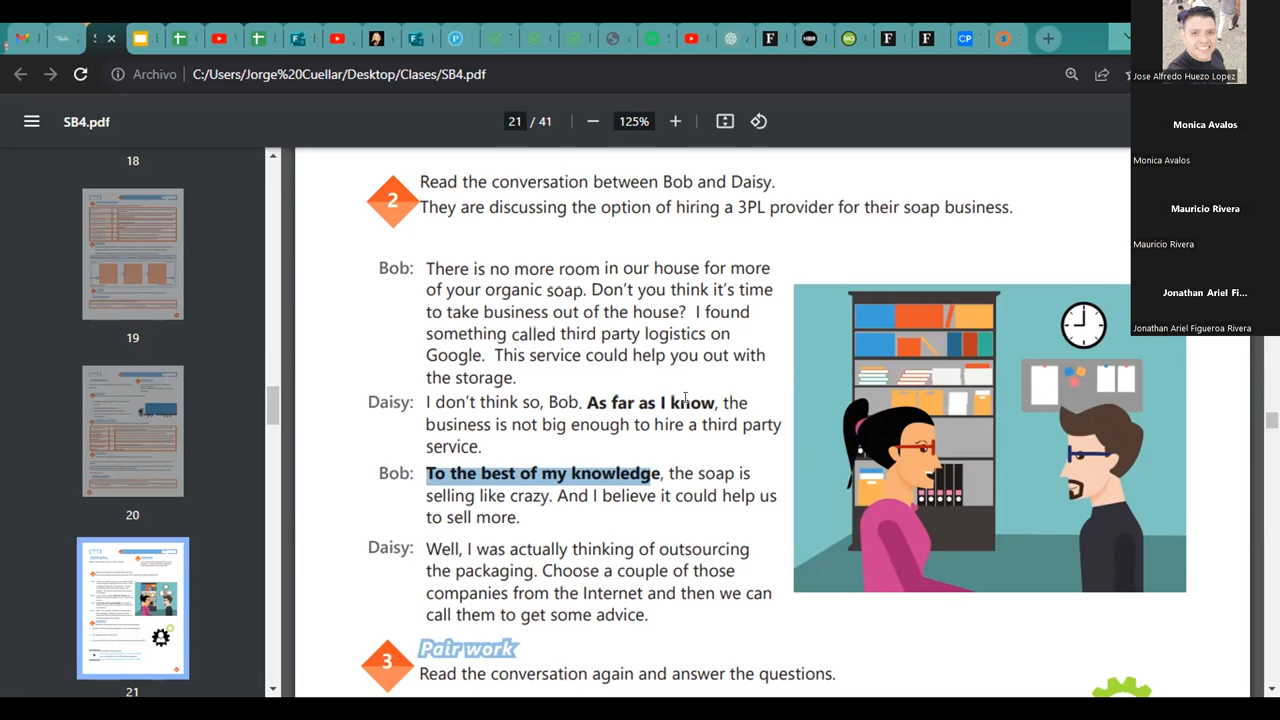 Archivo
C:/Users/Jorge%20Cuellar/Desktop/Clases/SB4.pdf
SB4.pdf
21 / 41
125%
18
19
20
21
2
Read the conversation between Bob and Daisy.
They are discussing the option of hiring a 3PL provider for their soap business.
Bob: There is no more room in our house for more
of your organic soap. Don't you think it's time
to take business out of the house? I found
something called third party logistics on
Google. This service could help you out with
the storage.
Daisy: I don't think so, Bob. As far as I know, the
business is not big enough to hire a third party
service.
Bob: To the best of my knowledge, the soap is
selling like crazy. And I believe it could help us
to sell more.
Daisy: Well, I was actually thinking of outsourcing
the packaging. Choose a couple of those
companies from the Internet and then we can
call them to get some advice.
3
Pair work
Read the conversation again and answer the questions.
Jose Alfredo Huezo Lopez
Monica Avalos
Monica Avalos
Mauricio Rivera
Mauricio Rivera
Jonathan Ariel Fi...
Jonathan Ariel Figueroa Rivera